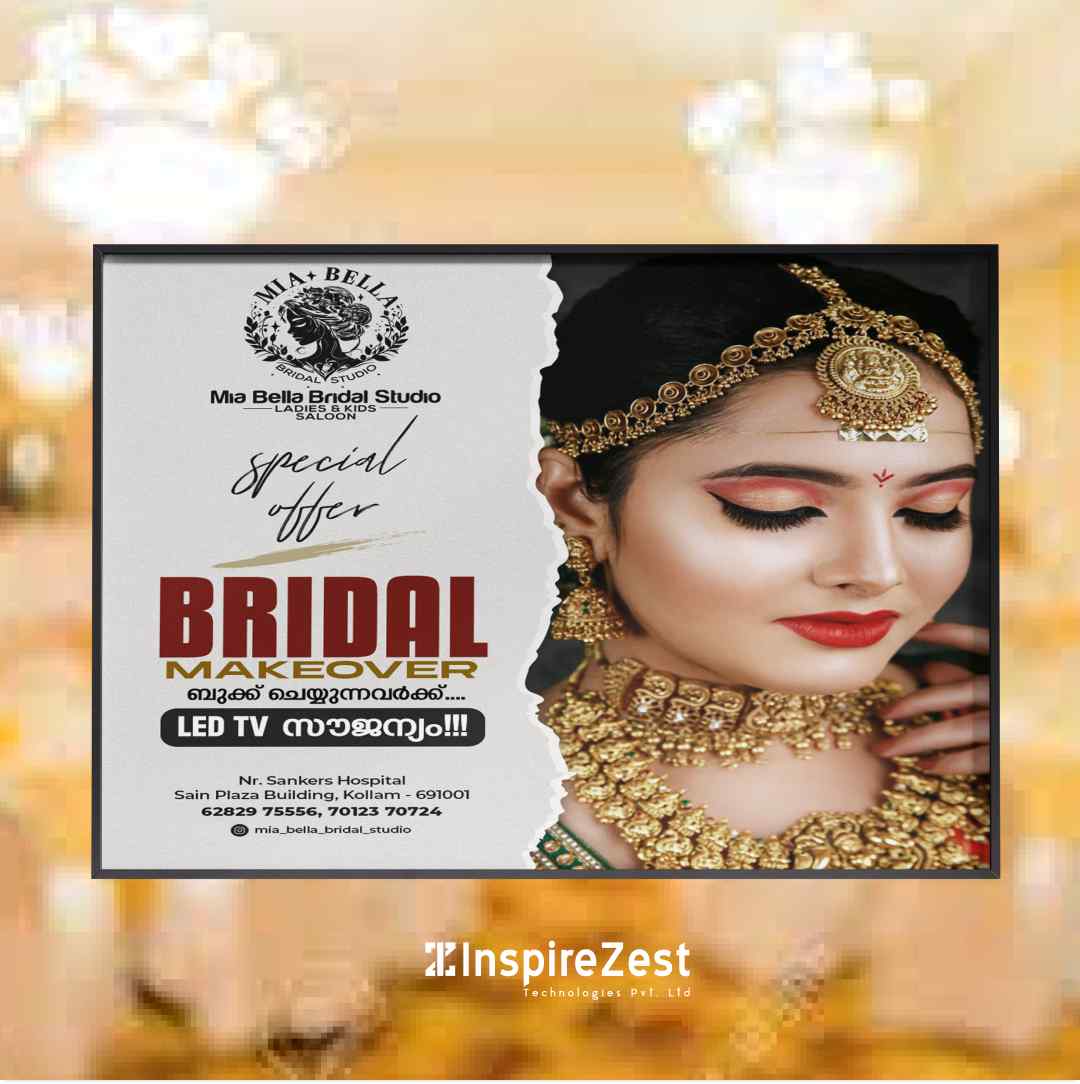 MIA BELLA
BRIDAL STUDIO
Mia Bella Bridal Studio
LADIES & KIDS
SALOON
special
offer
BRIDAL
MAKEOVER
ബുക്ക് ചെയ്യുന്നവർക്ക്....
LED TV സൗജന്യം!!!
Nr. Sankers Hospital
Sain Plaza Building, Kollam - 691001
62829 75556, 70123 70724
mia_bella_bridal_studio
InspireZest
Technologies Pvt. Ltd